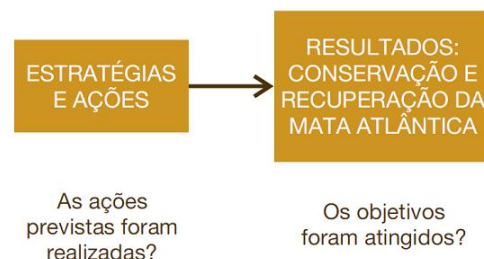 ESTRATÉGIAS
E AÇÕES
RESULTADOS:
CONSERVAÇÃO E
RECUPERAÇÃO DA
MATA ATLÂNTICA
As ações
previstas foram
realizadas?
Os objetivos
foram atingidos?